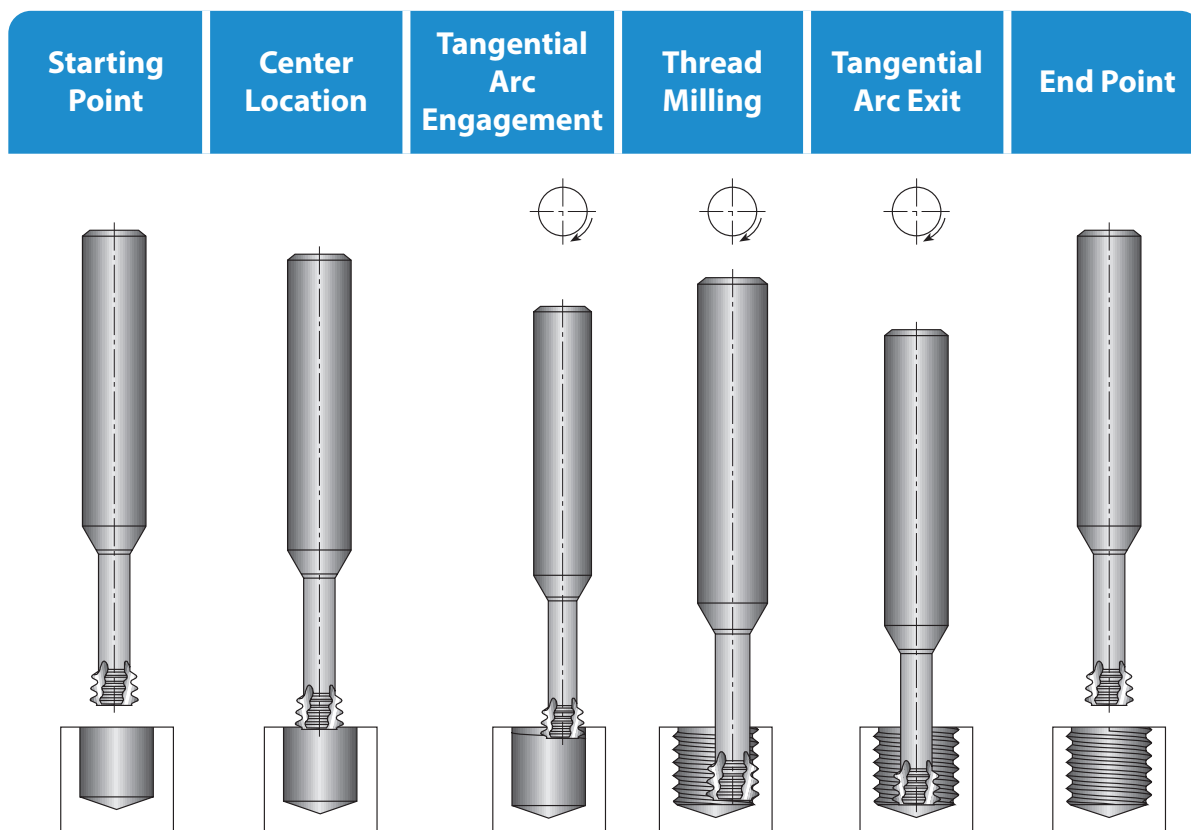 Starting
Point
Center
Location
Tangential
Arc
Engagement
Thread
Milling
Tangential
Arc Exit
End Point